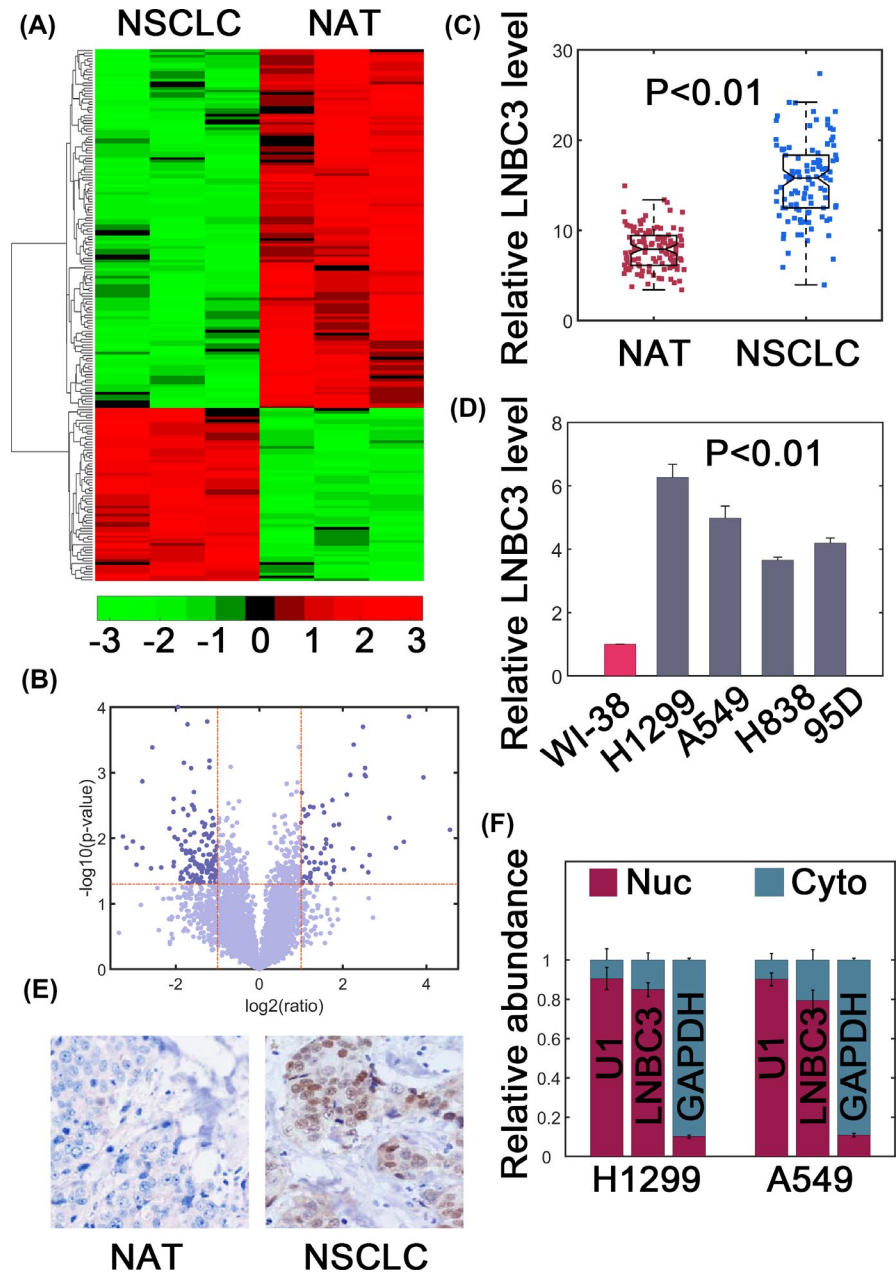 (A)
NSCLC NAT
-3 -2 -1 0 1 2 3
(B)
-log10(p-value)
4
3
2
1
0
-2 0 2 4
log2(ratio)
(C)
Relative LNBC3 level
30
20
10
0
P<0.01
NAT NSCLC
(D)
Relative LNBC3 level
8
6
4
2
0
P<0.01
WI-38 H1299 A549 H838 95D
(E)
NAT NSCLC
(F)
Nuc Cyto
Relative abundance
1
0.8
0.6
0.4
0.2
0
U1 LNBC3 GAPDH U1 LNBC3 GAPDH
H1299 A549